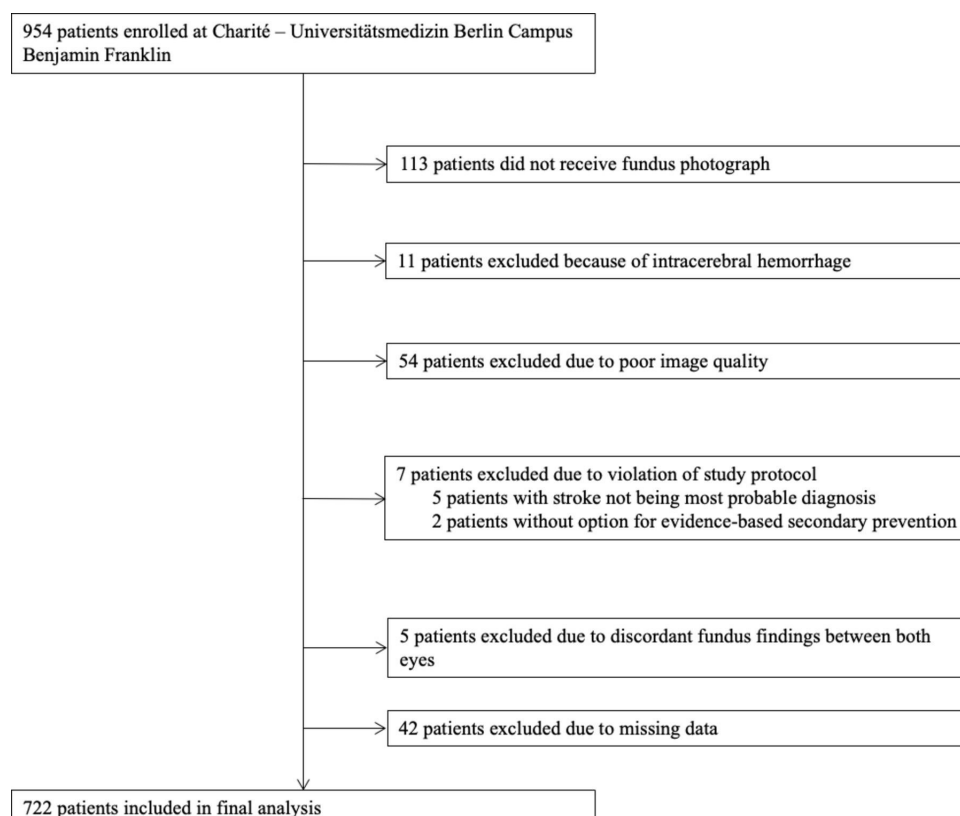 954 patients enrolled at Charité – Universitätsmedizin Berlin Campus
Benjamin Franklin
113 patients did not receive fundus photograph
11 patients excluded because of intracerebral hemorrhage
54 patients excluded due to poor image quality
7 patients excluded due to violation of study protocol
5 patients with stroke not being most probable diagnosis
2 patients without option for evidence-based secondary prevention
5 patients excluded due to discordant fundus findings between both
eyes
42 patients excluded due to missing data
722 patients included in final analysis